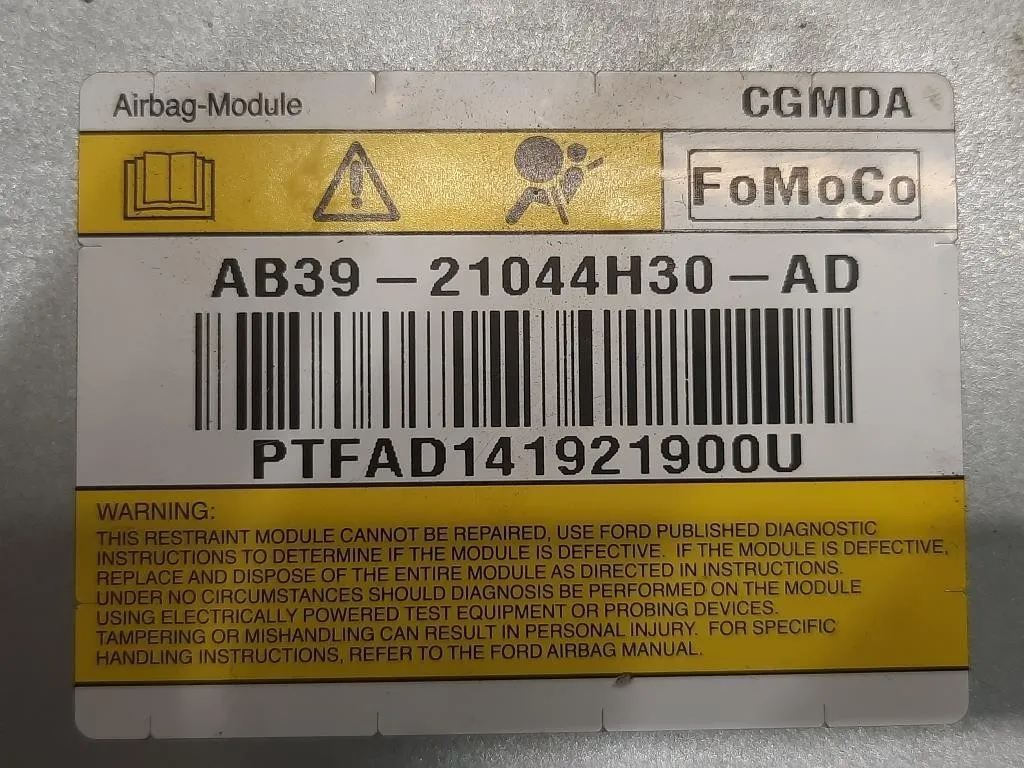 Airbag-Module CGMDA
FoMoCo
AB39-21044H30-AD
PTFAD141921900U
WARNING:
THIS RESTRAINT MODULE CANNOT BE REPAIRED, USE FORD PUBLISHED DIAGNOSTIC
INSTRUCTIONS TO DETERMINE IF THE MODULE IS DEFECTIVE. IF THE MODULE IS DEFECTIVE,
REPLACE AND DISPOSE OF THE ENTIRE MODULE AS DIRECTED IN INSTRUCTIONS.
UNDER NO CIRCUMSTANCES SHOULD DIAGNOSIS BE PERFORMED ON THE MODULE
USING ELECTRICALLY POWERED TEST EQUIPMENT OR PROBING DEVICES.
TAMPERING OR MISHANDLING CAN RESULT IN PERSONAL INJURY. FOR SPECIFIC
HANDLING INSTRUCTIONS, REFER TO THE FORD AIRBAG MANUAL.